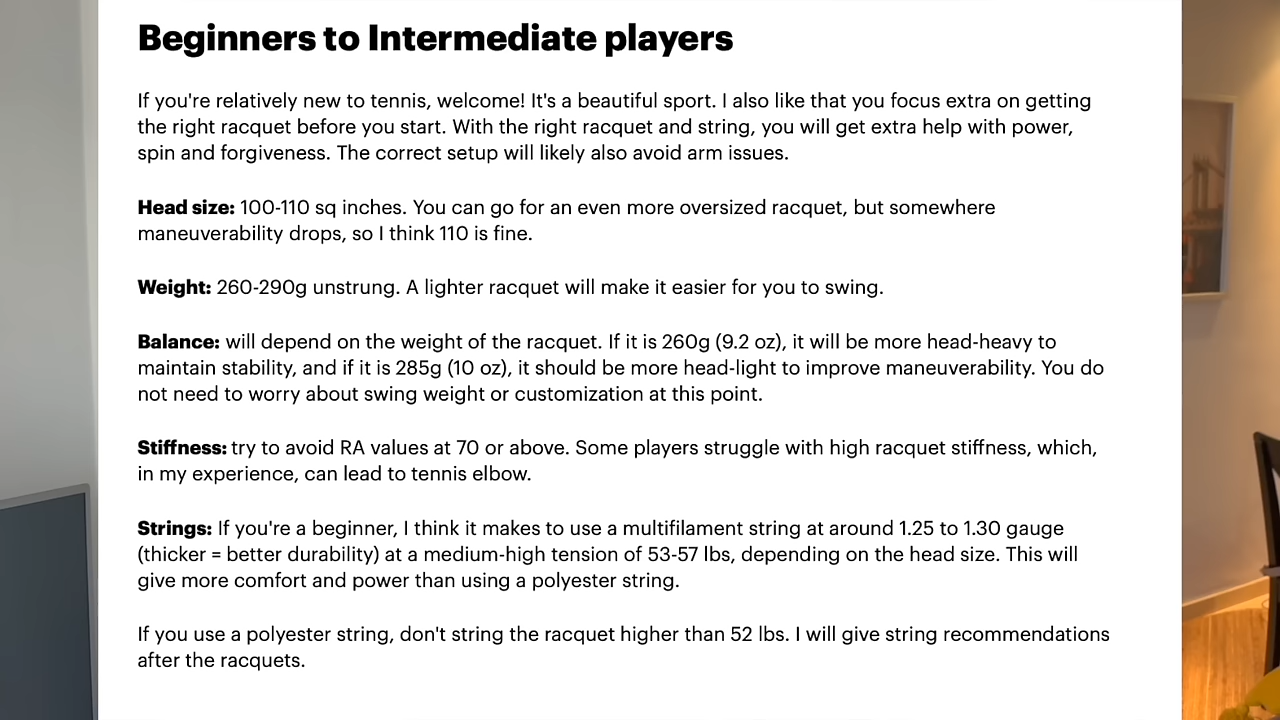 Beginners to Intermediate players
If you're relatively new to tennis, welcome! It's a beautiful sport. I also like that you focus extra on getting
the right racquet before you start. With the right racquet and string, you will get extra help with power,
spin and forgiveness. The correct setup will likely also avoid arm issues.
Head size: 100-110 sq inches. You can go for an even more oversized racquet, but somewhere
maneuverability drops, so I think 110 is fine.
Weight: 260-290g unstrung. A lighter racquet will make it easier for you to swing.
Balance: will depend on the weight of the racquet. If it is 260g (9.2 oz), it will be more head-heavy to
maintain stability, and if it is 285g (10 oz), it should be more head-light to improve maneuverability. You do
not need to worry about swing weight or customization at this point.
Stiffness: try to avoid RA values at 70 or above. Some players struggle with high racquet stiffness, which,
in my experience, can lead to tennis elbow.
Strings: If you're a beginner, I think it makes to use a multifilament string at around 1.25 to 1.30 gauge
(thicker = better durability) at a medium-high tension of 53-57 lbs, depending on the head size. This will
give more comfort and power than using a polyester string.
If you use a polyester string, don't string the racquet higher than 52 lbs. I will give string recommendations
after the racquets.